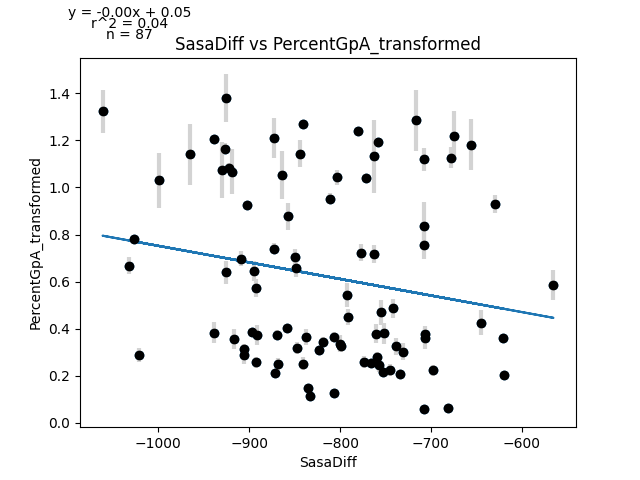 y = -0.00x + 0.05
r^2 = 0.04
n = 87
SasaDiff vs PercentGpA_transformed
PercentGpA_transformed
1.4
1.2
1.0
0.8
0.6
0.4
0.2
0.0
−1000
−900
−800
−700
−600
SasaDiff